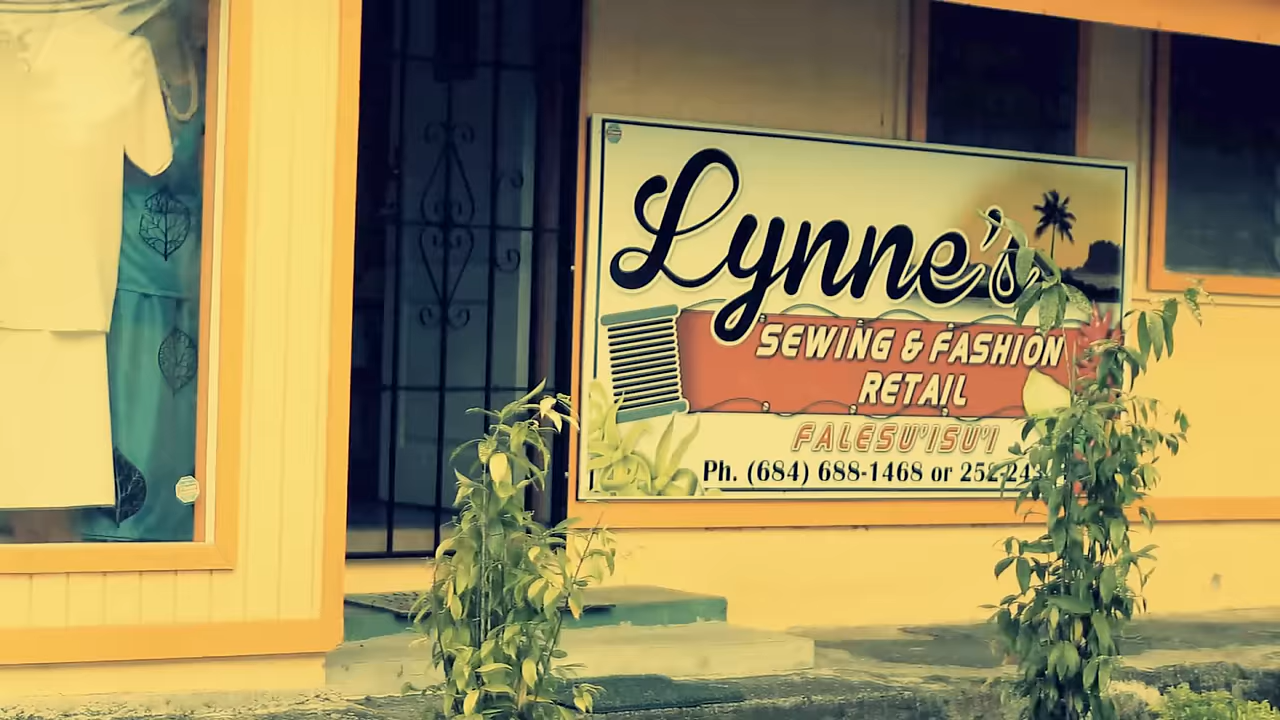 Lynne's
SEWING & FASHION
RETAIL
FALESU'ISU'I
Ph. (684) 688-1468 or